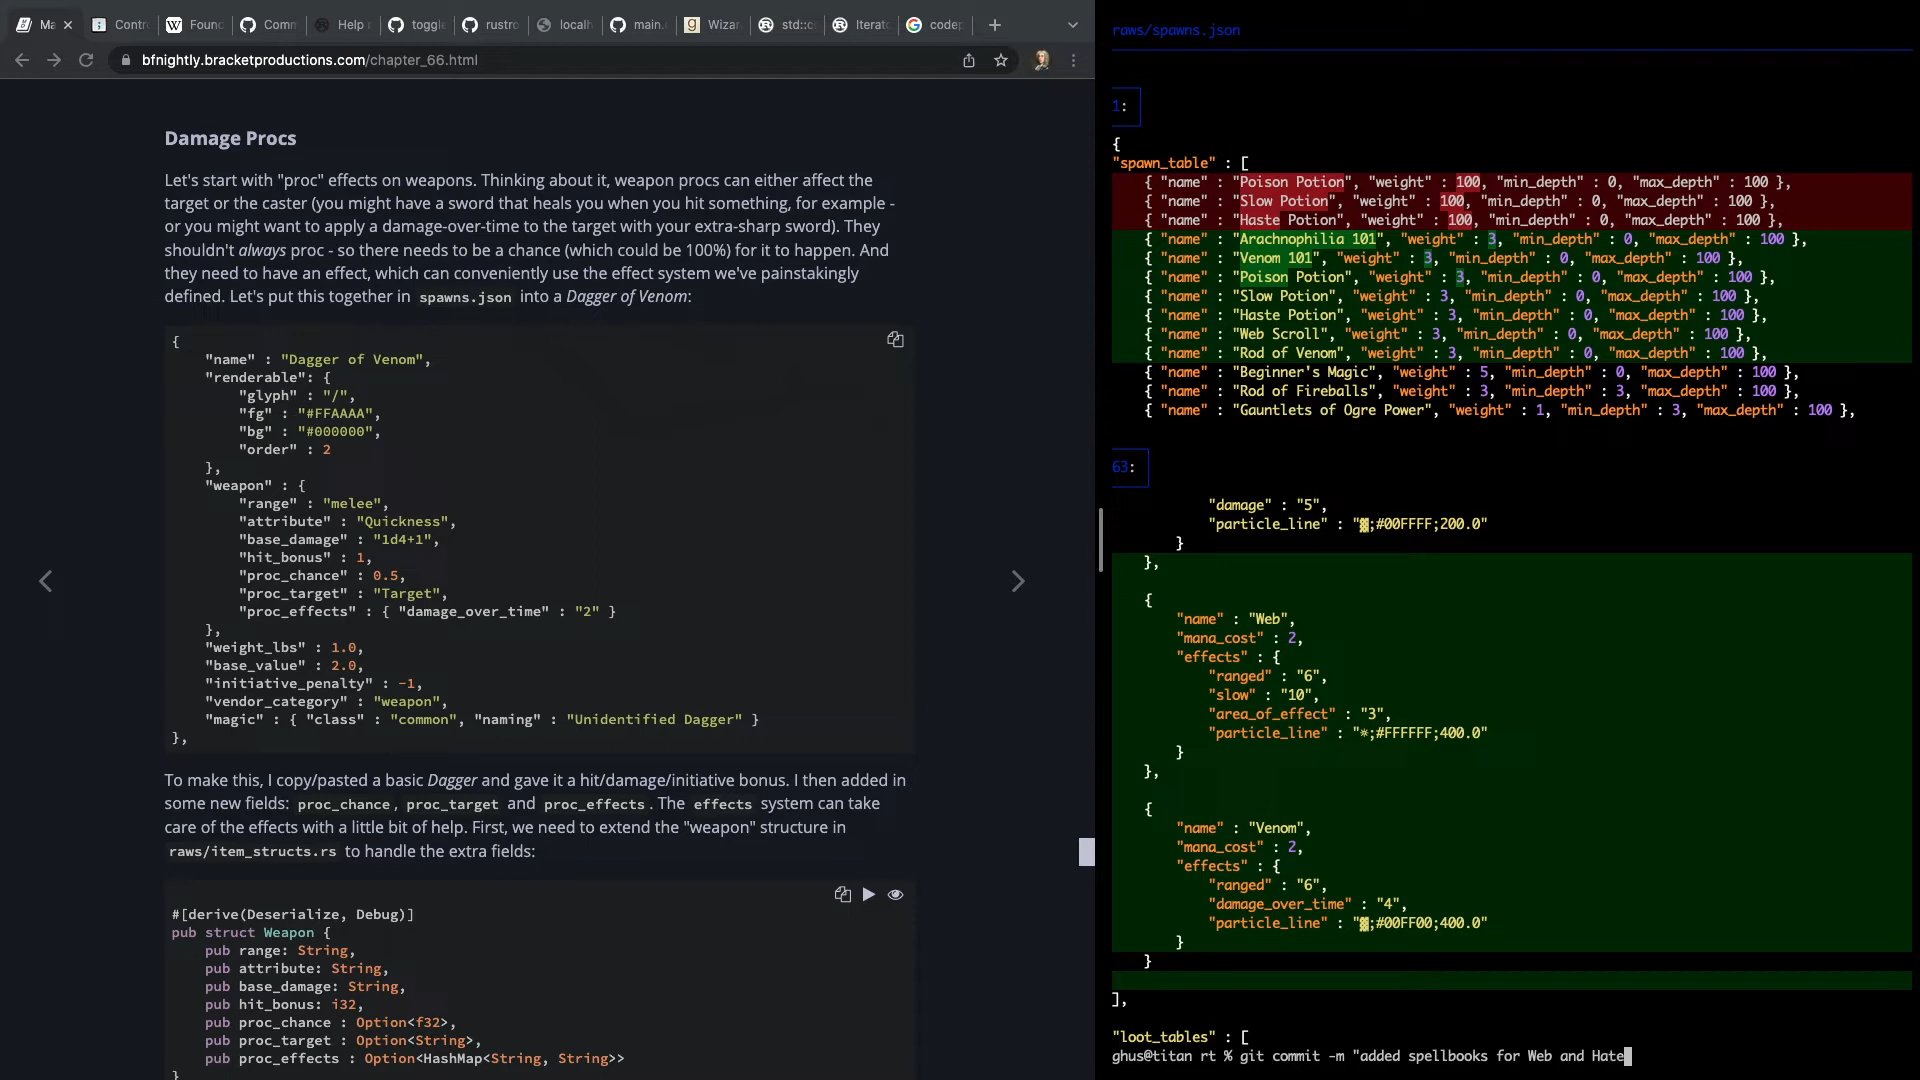 Ma
Contr
Found
Comm
Help
toggl
rustro
localh
main.
Wizar
std::c
Iterato
codep
bfnightly.bracketproductions.com/chapter_66.html
Damage Procs
Let's start with "proc" effects on weapons. Thinking about it, weapon procs can either affect the
target or the caster (you might have a sword that heals you when you hit something, for example -
or you might want to apply a damage-over-time to the target with your extra-sharp sword). They
shouldn't always proc - so there needs to be a chance (which could be 100%) for it to happen. And
they need to have an effect, which can conveniently use the effect system we've painstakingly
defined. Let's put this together in spawns.json into a Dagger of Venom:
{
"name" : "Dagger of Venom",
"renderable": {
"glyph" : "/",
"fg" : "#FFAAAA",
"bg" : "#000000",
"order" : 2
},
"weapon" : {
"range" : "melee",
"attribute" : "Quickness",
"base_damage" : "1d4+1",
"hit_bonus" : 1,
"proc_chance" : 0.5,
"proc_target" : "Target",
"proc_effects" : { "damage_over_time" : "2" }
},
"weight_lbs" : 1.0,
"base_value" : 2.0,
"initiative_penalty" : -1,
"vendor_category" : "weapon",
"magic" : { "class" : "common", "naming" : "Unidentified Dagger" }
},
To make this, I copy/pasted a basic Dagger and gave it a hit/damage/initiative bonus. I then added in
some new fields: proc_chance, proc_target and proc_effects. The effects system can take
care of the effects with a little bit of help. First, we need to extend the "weapon" structure in
raws/item_structs.rs to handle the extra fields:
#[derive(Deserialize, Debug)]
pub struct Weapon {
pub range: String,
pub attribute: String,
pub base_damage: String,
pub hit_bonus: i32,
pub proc_chance : Option<f32>,
pub proc_target : Option<String>,
pub proc_effects : Option<HashMap<String, String>>
}
raws/spawns.json
1:
{
"spawn_table" : [
{ "name" : "Poison Potion", "weight" : 100, "min_depth" : 0, "max_depth" : 100 },
{ "name" : "Slow Potion", "weight" : 100, "min_depth" : 0, "max_depth" : 100 },
{ "name" : "Haste Potion", "weight" : 100, "min_depth" : 0, "max_depth" : 100 },
{ "name" : "Arachnophilia 101", "weight" : 3, "min_depth" : 0, "max_depth" : 100 },
{ "name" : "Venom 101", "weight" : 3, "min_depth" : 0, "max_depth" : 100 },
{ "name" : "Poison Potion", "weight" : 3, "min_depth" : 0, "max_depth" : 100 },
{ "name" : "Slow Potion", "weight" : 3, "min_depth" : 0, "max_depth" : 100 },
{ "name" : "Haste Potion", "weight" : 3, "min_depth" : 0, "max_depth" : 100 },
{ "name" : "Web Scroll", "weight" : 3, "min_depth" : 0, "max_depth" : 100 },
{ "name" : "Rod of Venom", "weight" : 3, "min_depth" : 0, "max_depth" : 100 },
{ "name" : "Beginner's Magic", "weight" : 5, "min_depth" : 0, "max_depth" : 100 },
{ "name" : "Rod of Fireballs", "weight" : 3, "min_depth" : 3, "max_depth" : 100 },
{ "name" : "Gauntlets of Ogre Power", "weight" : 1, "min_depth" : 3, "max_depth" : 100 },
63:
"damage" : "5",
"particle_line" : "▓;#00FFFF;200.0"
}
},
{
"name" : "Web",
"mana_cost" : 2,
"effects" : {
"ranged" : "6",
"slow" : "10",
"area_of_effect" : "3",
"particle_line" : "*;#FFFFFF;400.0"
}
},
{
"name" : "Venom",
"mana_cost" : 2,
"effects" : {
"ranged" : "6",
"damage_over_time" : "4",
"particle_line" : "▓;#00FF00;400.0"
}
}
],
"loot_tables" : [
ghus@titan rt % git commit -m "added spellbooks for Web and Hate